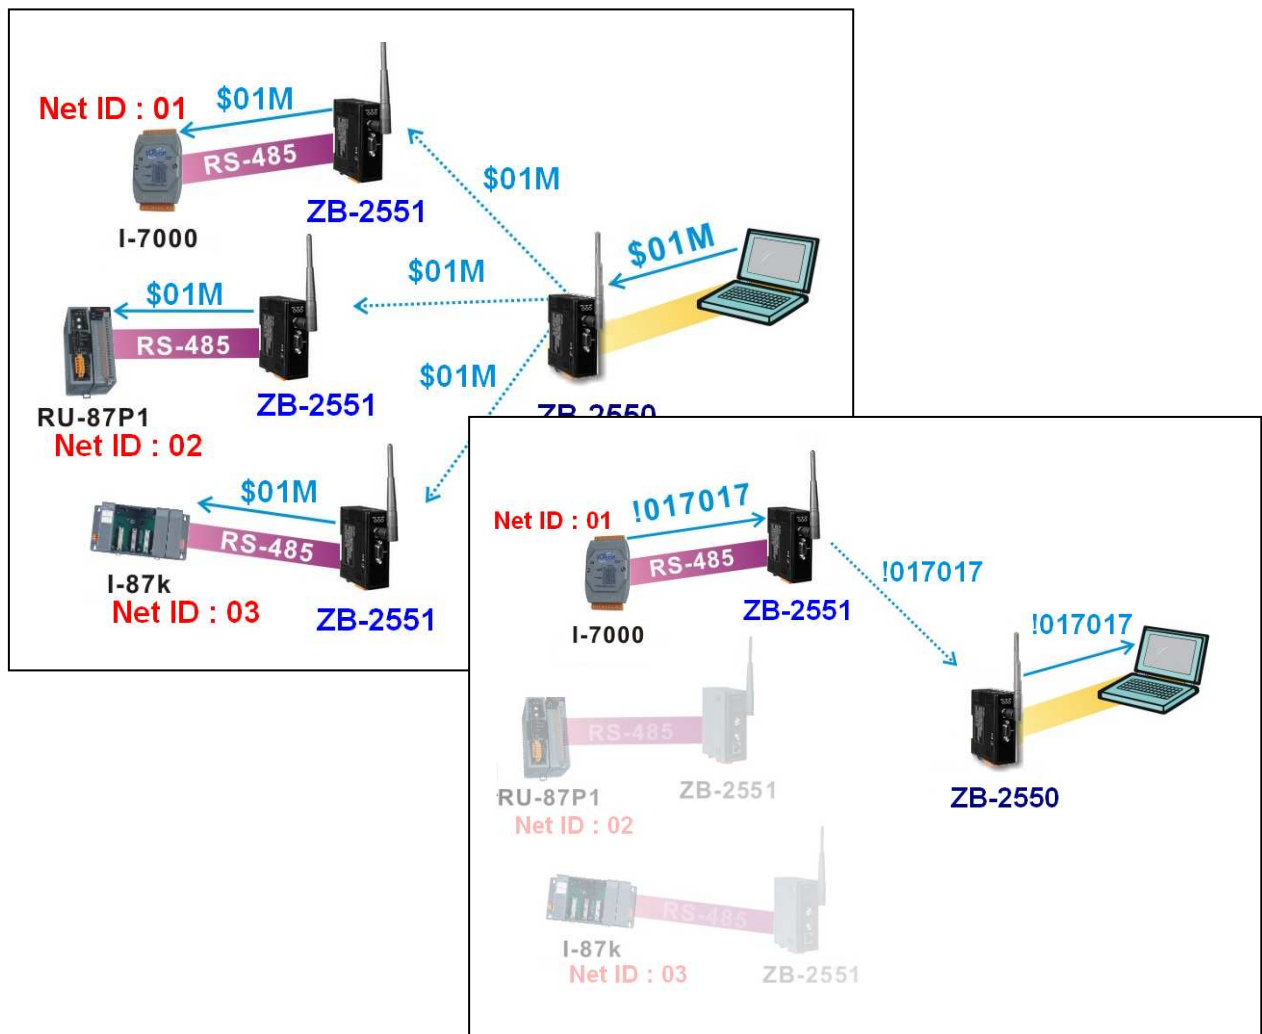 Net ID : 01
$01M
RS-485
ZB-2551
I-7000
$01M
$01M
$01M
$01M
RS-485
ZB-2551
RU-87P1
Net ID : 02
$01M
ZB-2550
$01M
RS-485
I-87k
Net ID : 03
ZB-2551
Net ID : 01
!017017
RS-485
ZB-2551
I-7000
!017017
!017017
ZB-2550
RS-485
ZB-2551
RU-87P1
Net ID : 02
RS-485
I-87k
Net ID : 03
ZB-2551